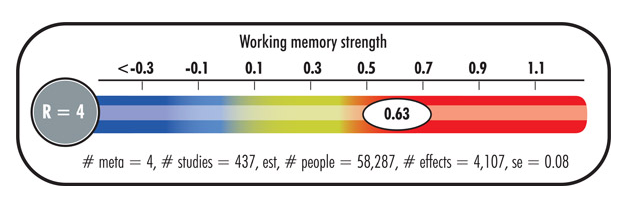 Working memory strength
<-0.3 -0.1 0.1 0.3 0.5 0.7 0.9 1.1
R = 4
0.63
# meta = 4, # studies = 437, est, # people = 58,287, # effects = 4,107, se = 0.08